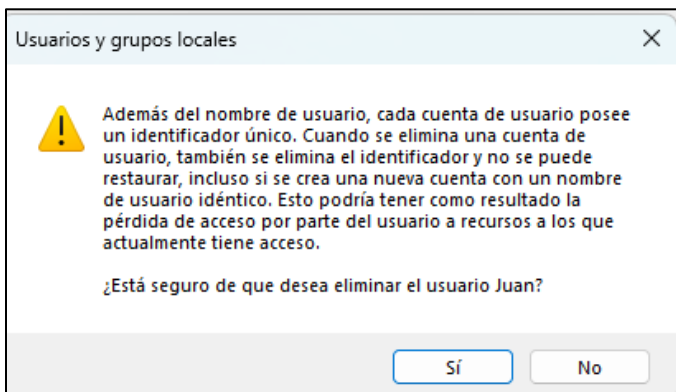 Usuarios y grupos locales
Además del nombre de usuario, cada cuenta de usuario posee
un identificador único. Cuando se elimina una cuenta de
usuario, también se elimina el identificador y no se puede
restaurar, incluso si se crea una nueva cuenta con un nombre
de usuario idéntico. Esto podría tener como resultado la
pérdida de acceso por parte del usuario a recursos a los que
actualmente tiene acceso.
¿Está seguro de que desea eliminar el usuario Juan?
Sí
No